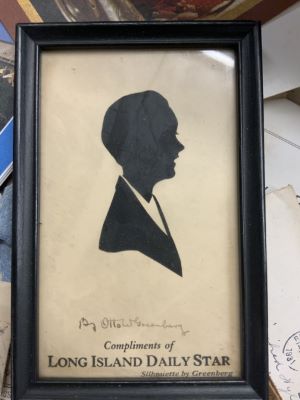 By Otto W Greenberg
Compliments of
LONG ISLAND DAILY STAR
Silhouette by Greenberg